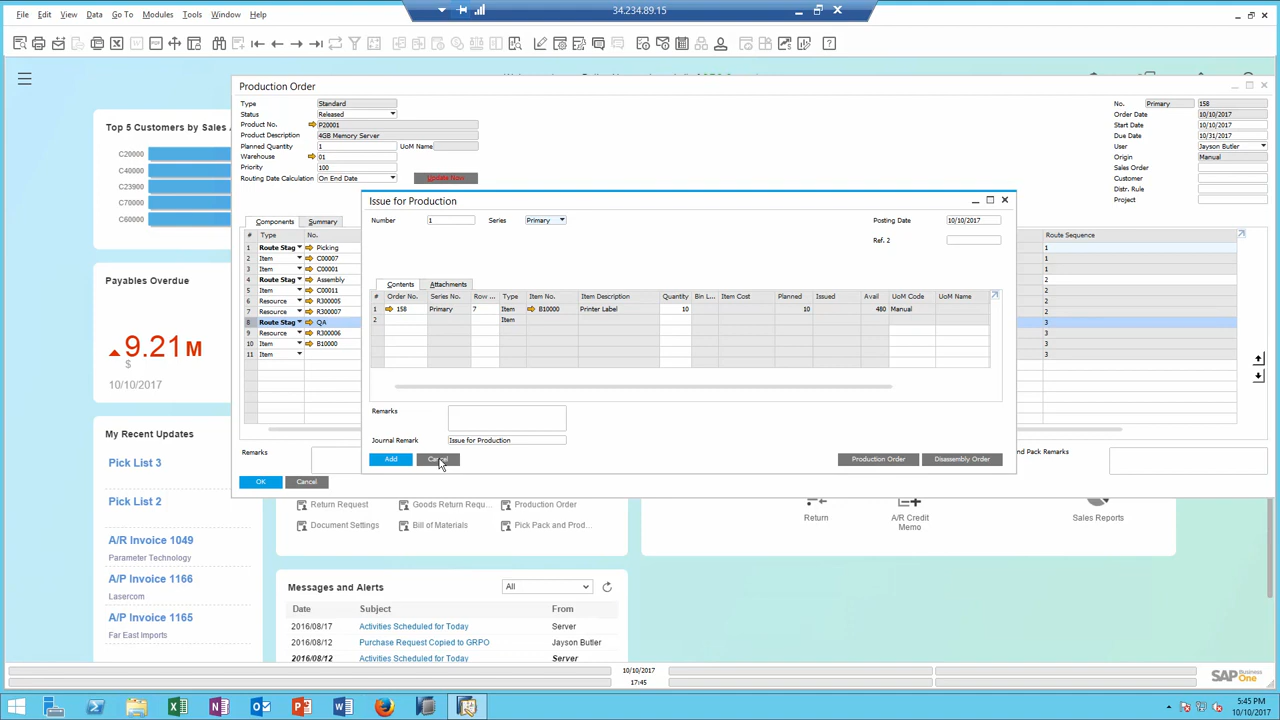 File Edit View Data Go To Modules Tools Window Help
34.234.89.15
Top 5 Customers by Sales
C20000
C40000
C23900
C70000
C60000
Payables Overdue
9.21 M
$
10/10/2017
My Recent Updates
Pick List 3
Pick List 2
A/R Invoice 1049
Parameter Technology
A/P Invoice 1166
Lasercom
A/P Invoice 1165
Far East Imports
Production Order
Type Standard
Status Released
Product No. P20001
Product Description 4GB Memory Server
Planned Quantity 1 UoM Name
Warehouse 01
Priority 100
Routing Date Calculation On End Date Update Now
No. Primary 158
Order Date 10/10/2017
Start Date 10/10/2017
Due Date 10/31/2017
User Jayson Butler
Origin Manual
Sales Order
Customer
Distr. Rule
Project
Components Summary
# Type No.
1 Route Stag Picking
2 Item C00007
3 Item C00001
4 Route Stag Assembly
5 Item C00011
6 Resource R300005
7 Resource R300007
8 Route Stag QA
9 Resource R300006
10 Item B10000
11 Item
Route Sequence
1
1
1
2
2
2
2
3
3
3
3
Remarks
nd Pack Remarks
OK Cancel
Issue for Production
Number 1 Series Primary
Posting Date 10/10/2017
Ref. 2
Contents Attachments
# Order No. Series No. Row ... Type Item No. Item Description Quantity Bin L... Item Cost Planned Issued Avail UoM Code UoM Name
1 158 Primary 7 Item B10000 Printer Label 10 10 480 Manual
2 Item
Remarks
Journal Remark Issue for Production
Add Cancel Production Order Disassembly Order
Return Request Goods Return Requ... Production Order
Document Settings Bill of Materials Pick Pack and Prod...
Return
A/R Credit
Memo
Sales Reports
Messages and Alerts All
Date Subject From
2016/08/17 Activities Scheduled for Today Server
2016/08/12 Purchase Request Copied to GRPO Jayson Butler
2016/08/12 Activities Scheduled for Today Server
10/10/2017
17:45
SAP Business
One
5:45 PM
10/10/2017